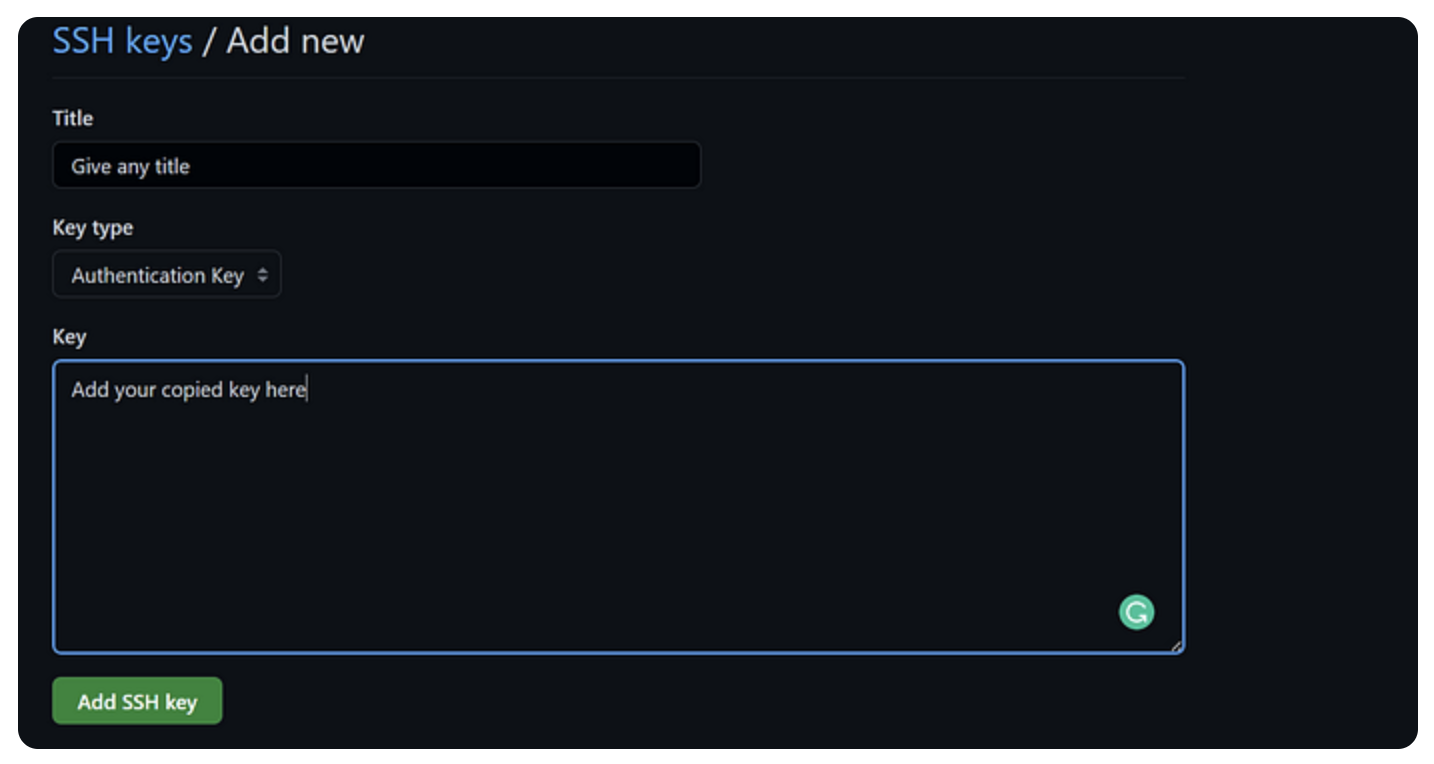 SSH keys / Add new
Title
Give any title
Key type
Authentication Key
Key
Add your copied key here
Add SSH key